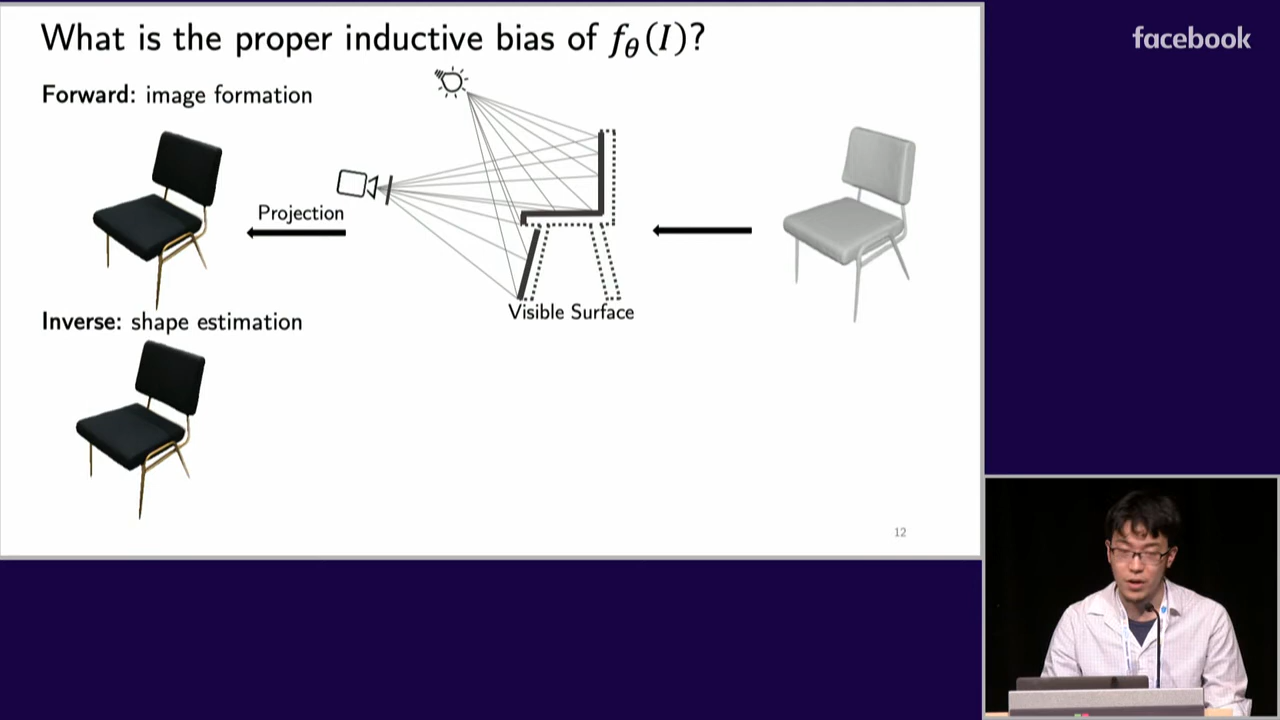 What is the proper inductive bias of fθ(I)?
facebook
Forward: image formation
Projection
Visible Surface
Inverse: shape estimation
12